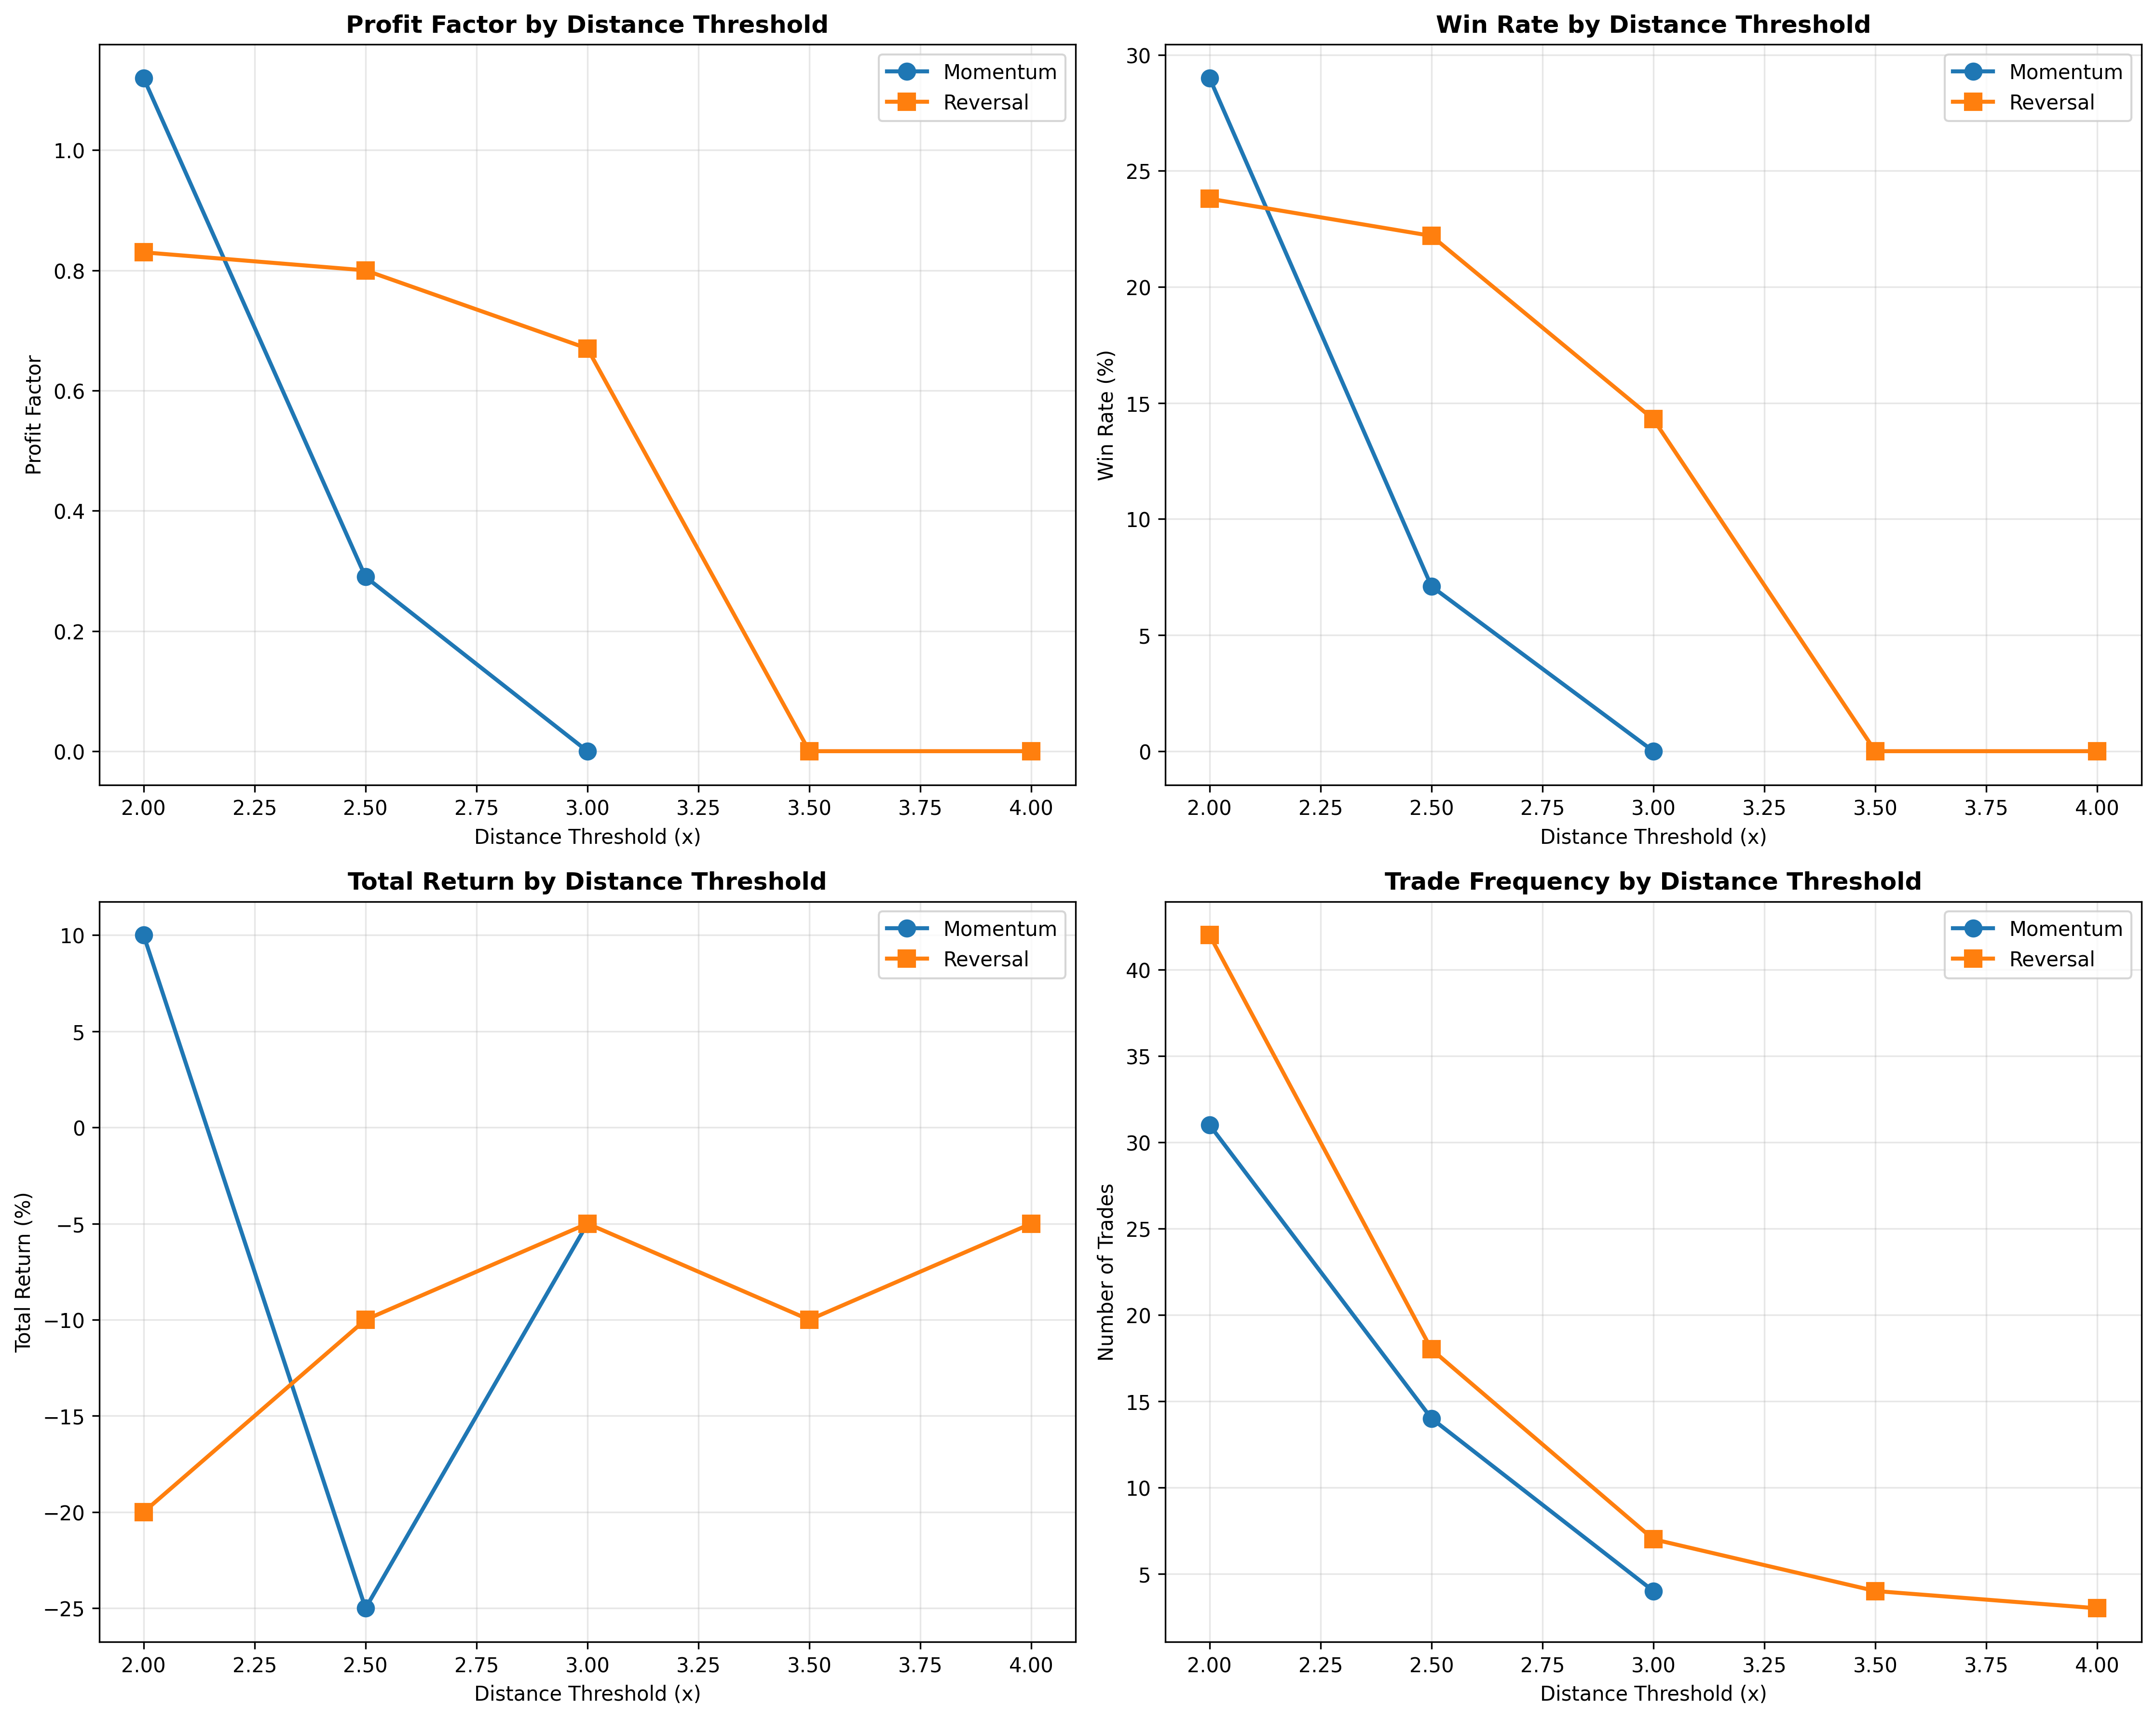 Profit Factor by Distance Threshold
Momentum
Reversal
1.0
0.8
0.6
0.4
0.2
0.0
Profit Factor
2.00 2.25 2.50 2.75 3.00 3.25 3.50 3.75 4.00
Distance Threshold (x)
Win Rate by Distance Threshold
Momentum
Reversal
30
25
20
15
10
5
0
Win Rate (%)
2.00 2.25 2.50 2.75 3.00 3.25 3.50 3.75 4.00
Distance Threshold (x)
Total Return by Distance Threshold
Momentum
Reversal
10
5
0
−5
−10
−15
−20
−25
Total Return (%)
2.00 2.25 2.50 2.75 3.00 3.25 3.50 3.75 4.00
Distance Threshold (x)
Trade Frequency by Distance Threshold
Momentum
Reversal
40
35
30
25
20
15
10
5
Number of Trades
2.00 2.25 2.50 2.75 3.00 3.25 3.50 3.75 4.00
Distance Threshold (x)